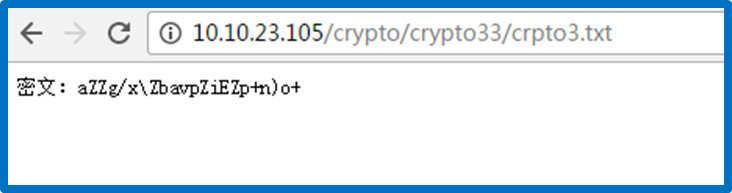 10.10.23.105/crypto/crypto33/crpto3.txt
密文：aZZg/x\ZbavpZiEZp+n)o+